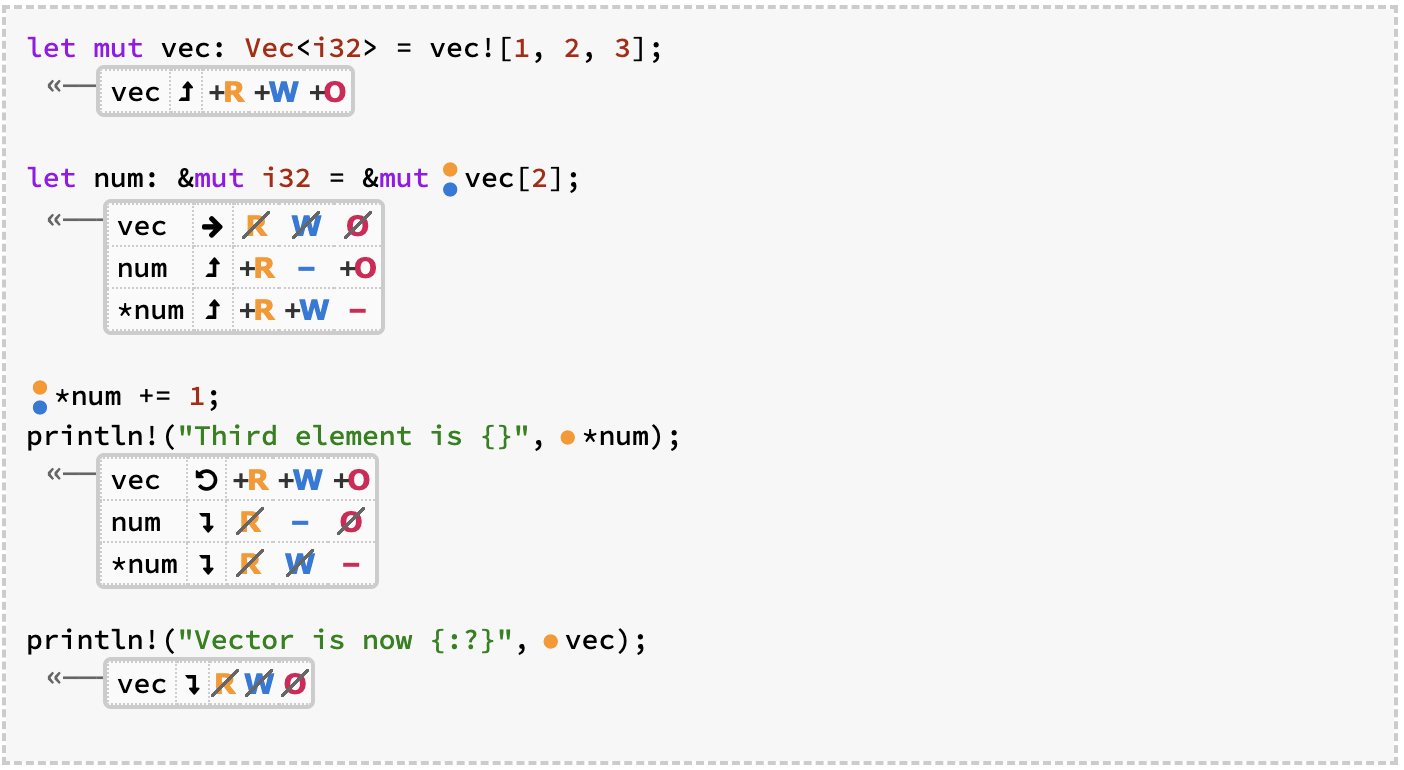 let mut vec: Vec<i32> = vec![1, 2, 3];
«— vec ⮥ +R +W +O
let num: &mut i32 = &mut vec[2];
«— vec → R W O
num ⮥ +R - +O
*num ⮥ +R +W -
*num += 1;
println!("Third element is {}", *num);
«— vec ⮌ +R +W +O
num ⮧ R - O
*num ⮧ R W -
println!("Vector is now {:?}", vec);
«— vec ⮧ R W O